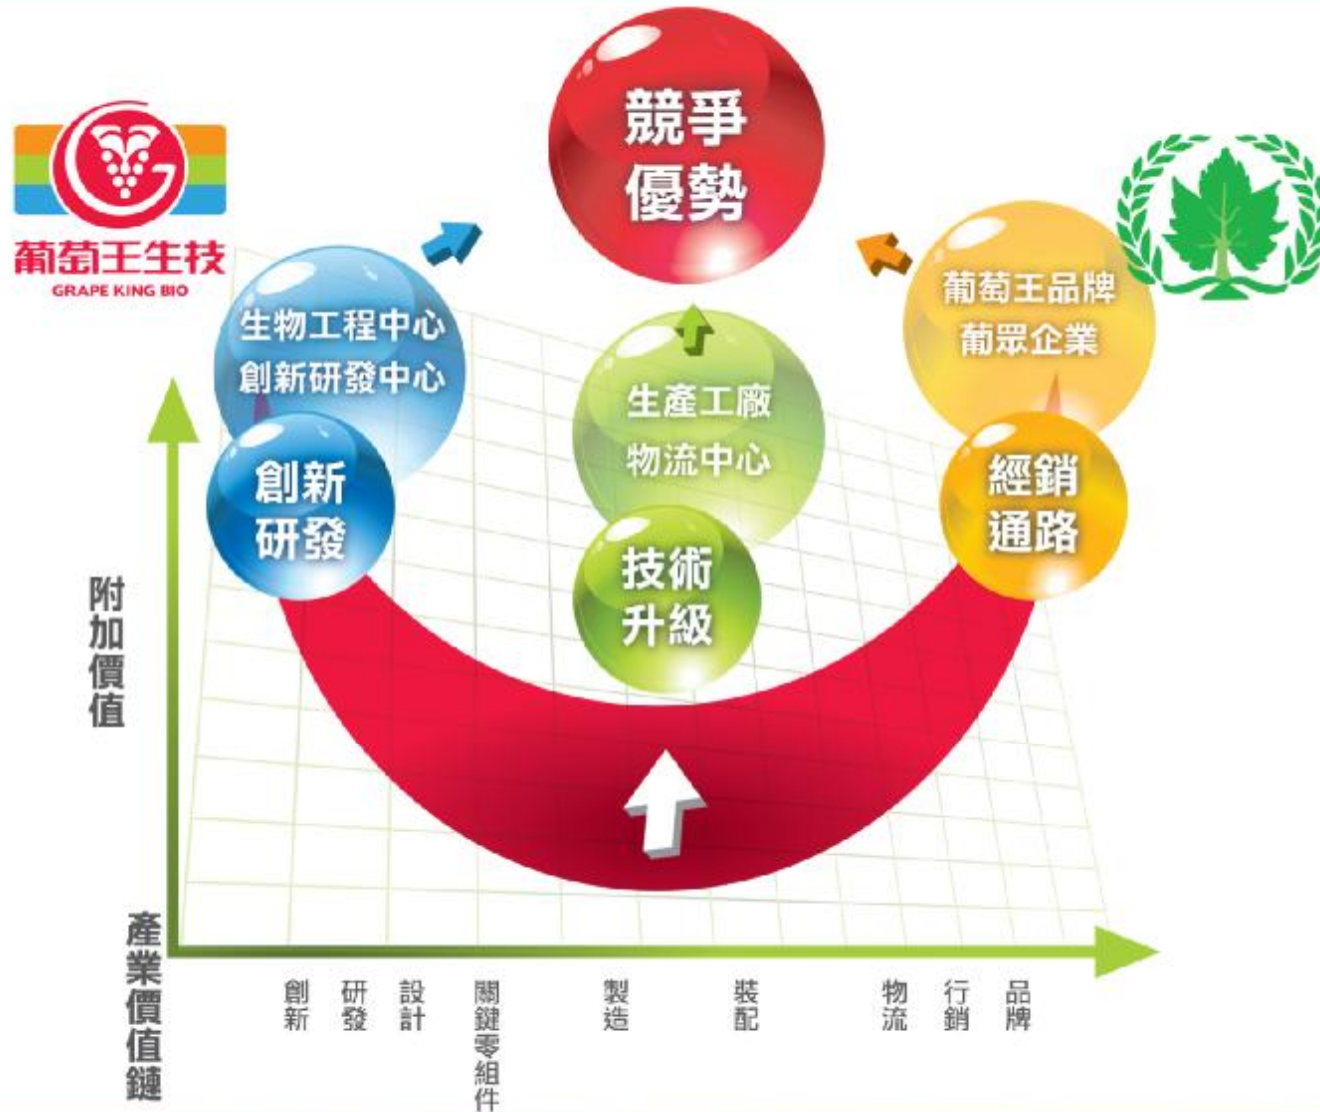 競爭
優勢
葡萄王生技
GRAPE KING BIO
生物工程中心
創新研發中心
創新
研發
生產工廠
物流中心
技術
升級
葡萄王品牌
葡眾企業
經銷
通路
附加價值
產業價值鏈
創新
研發
設計
關鍵零組件
製造
裝配
物流
行銷
品牌